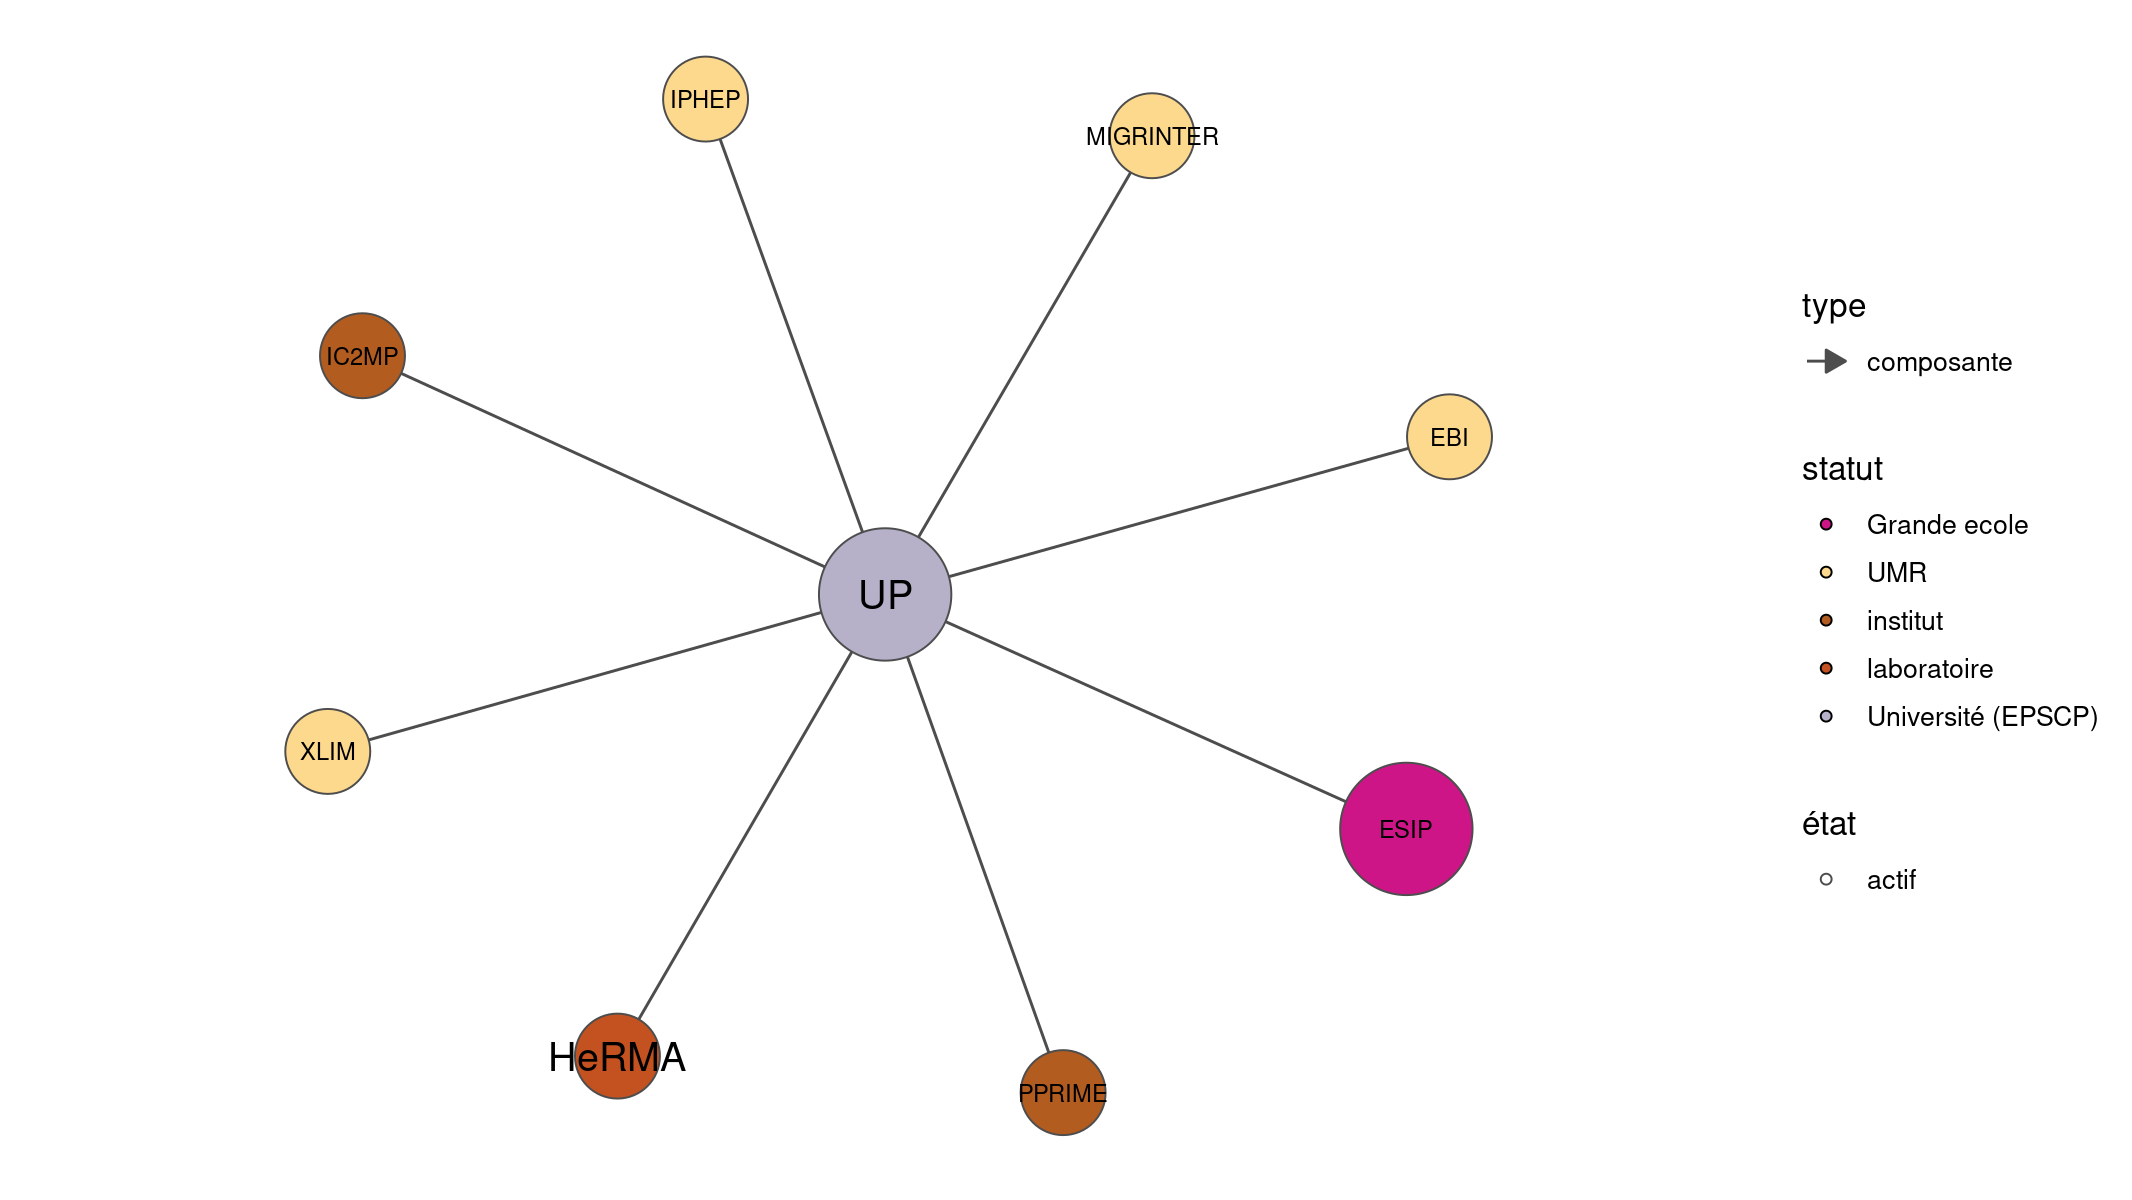 IPHEP
MIGRINTER
IC2MP
EBI
UP
XLIM
ESIP
HeRMA
PPRIME
type
composante
statut
Grande ecole
UMR
institut
laboratoire
Université (EPSCP)
état
actif